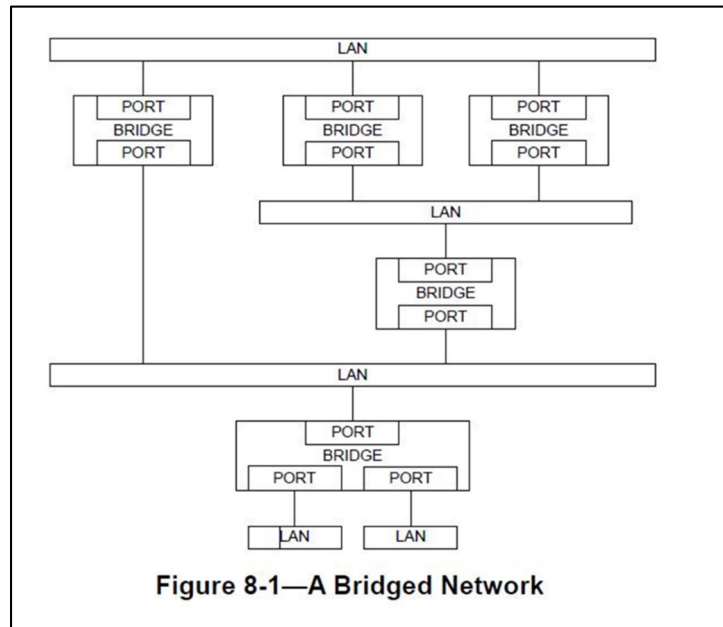 LAN
PORT PORT PORT
BRIDGE BRIDGE BRIDGE
PORT PORT PORT
LAN
PORT
BRIDGE
PORT
LAN
PORT
BRIDGE
PORT PORT
LAN LAN
Figure 8-1—A Bridged Network